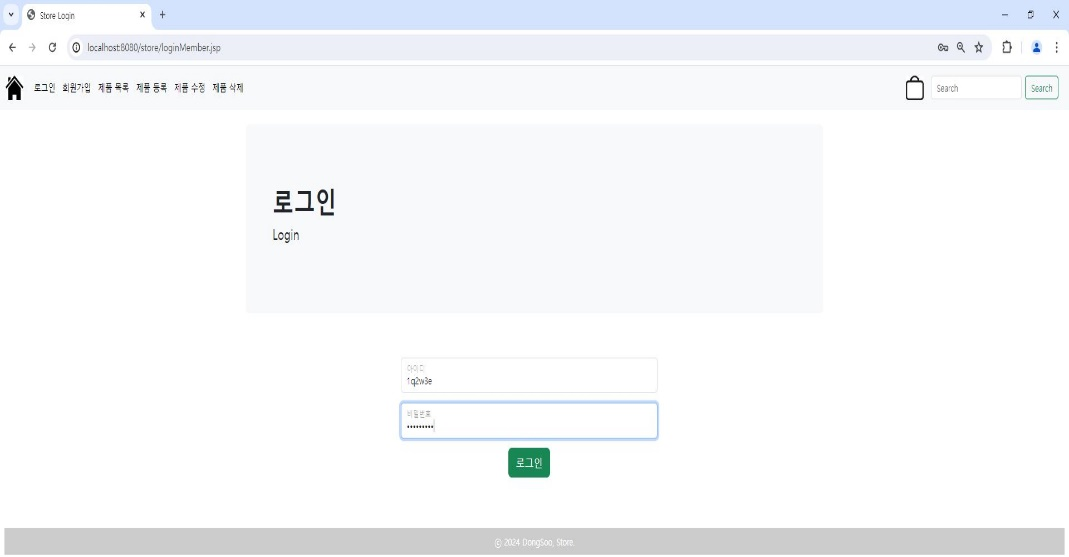 Store Login
localhost:8080/store/loginMember.jsp
로그인 회원가입 제품 목록 제품 등록 제품 수정 제품 삭제
Search
Search
로그인
Login
아이디
1q2w3e
비밀번호
•••••••••
로그인
© 2024 DongSoo, Store